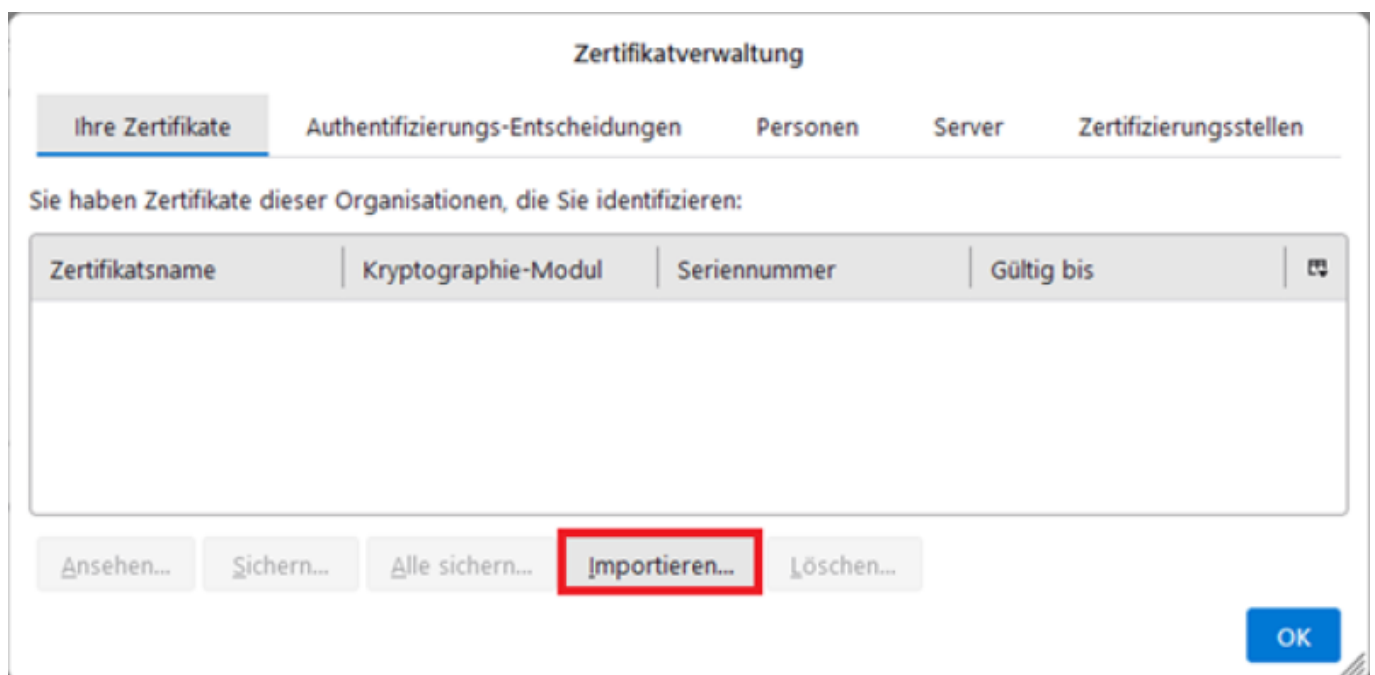 Zertifikatverwaltung
Ihre Zertifikate Authentifizierungs-Entscheidungen Personen Server Zertifizierungsstellen
Sie haben Zertifikate dieser Organisationen, die Sie identifizieren:
Zertifikatsname Kryptographie-Modul Seriennummer Gültig bis
Ansehen... Sichern... Alle sichern... Importieren... Löschen...
OK